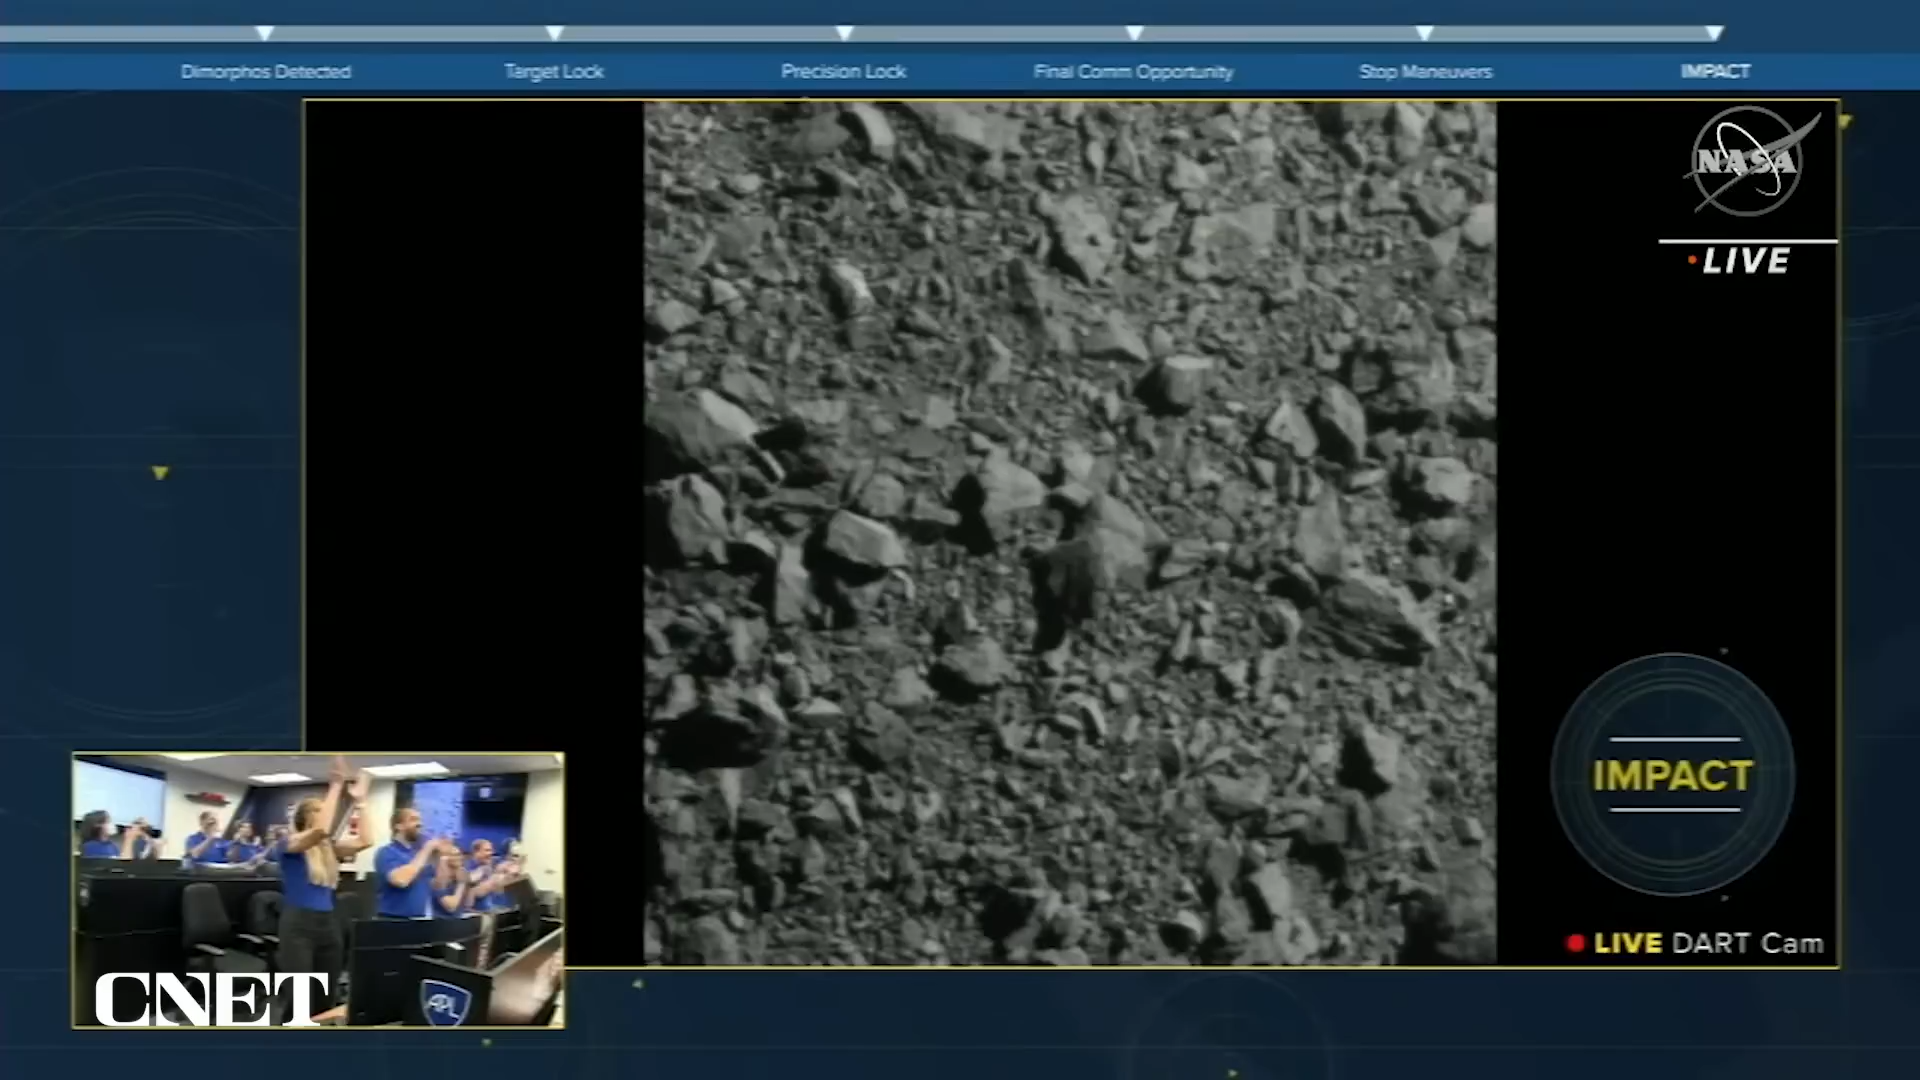 Dimorphos Detected
Target Lock
Precision Lock
Final Comm Opportunity
Stop Maneuvers
IMPACT
NASA
LIVE
IMPACT
LIVE DART Cam
CNET
APL